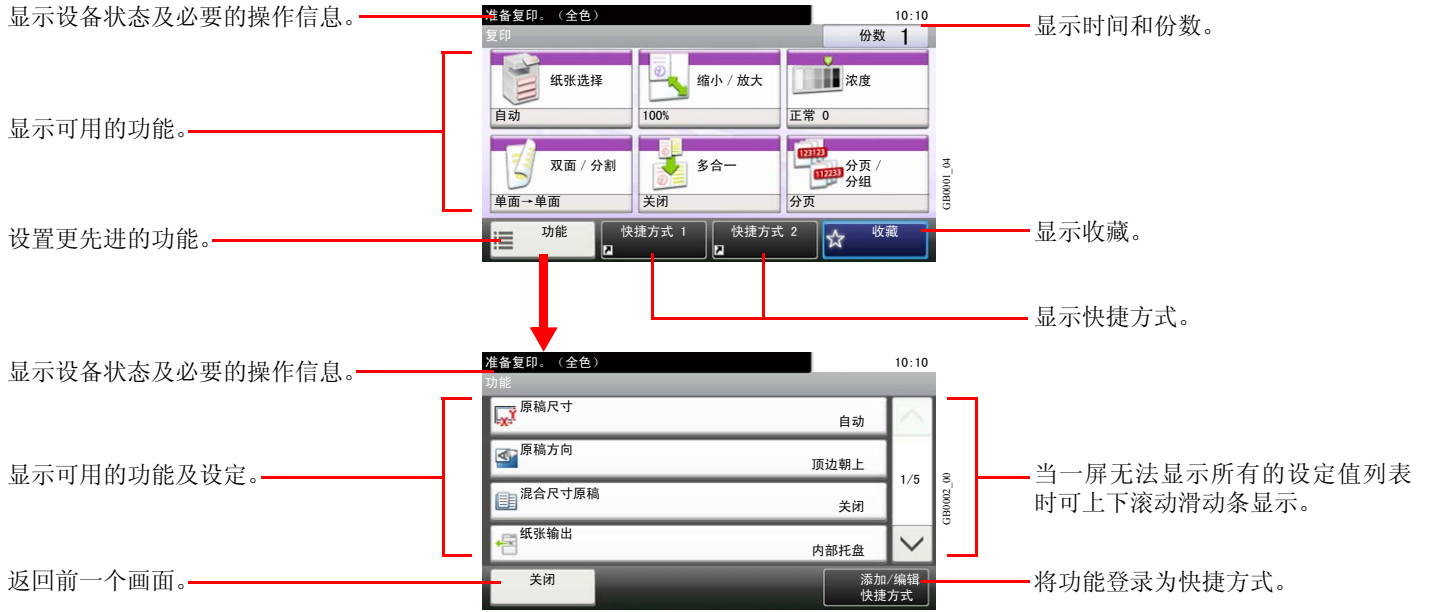 显示设备状态及必要的操作信息。
准备复印。（全色）
10:10
显示时间和份数。
复印
份数 1
显示可用的功能。
纸张选择
自动
缩小 / 放大
100%
浓度
正常 0
双面 / 分割
单面→单面
多合一
关闭
123123
112233
分页 /
分组
分页
GB0001_04
设置更先进的功能。
功能
快捷方式 1
快捷方式 2
收藏
显示收藏。
显示快捷方式。
显示设备状态及必要的操作信息。
准备复印。（全色）
10:10
功能
显示可用的功能及设定。
原稿尺寸
自动
原稿方向
顶边朝上
混合尺寸原稿
关闭
纸张输出
内部托盘
1/5
GB0002_00
当一屏无法显示所有的设定值列表
时可上下滚动滑动条显示。
返回前一个画面。
关闭
添加/编辑
快捷方式
将功能登录为快捷方式。